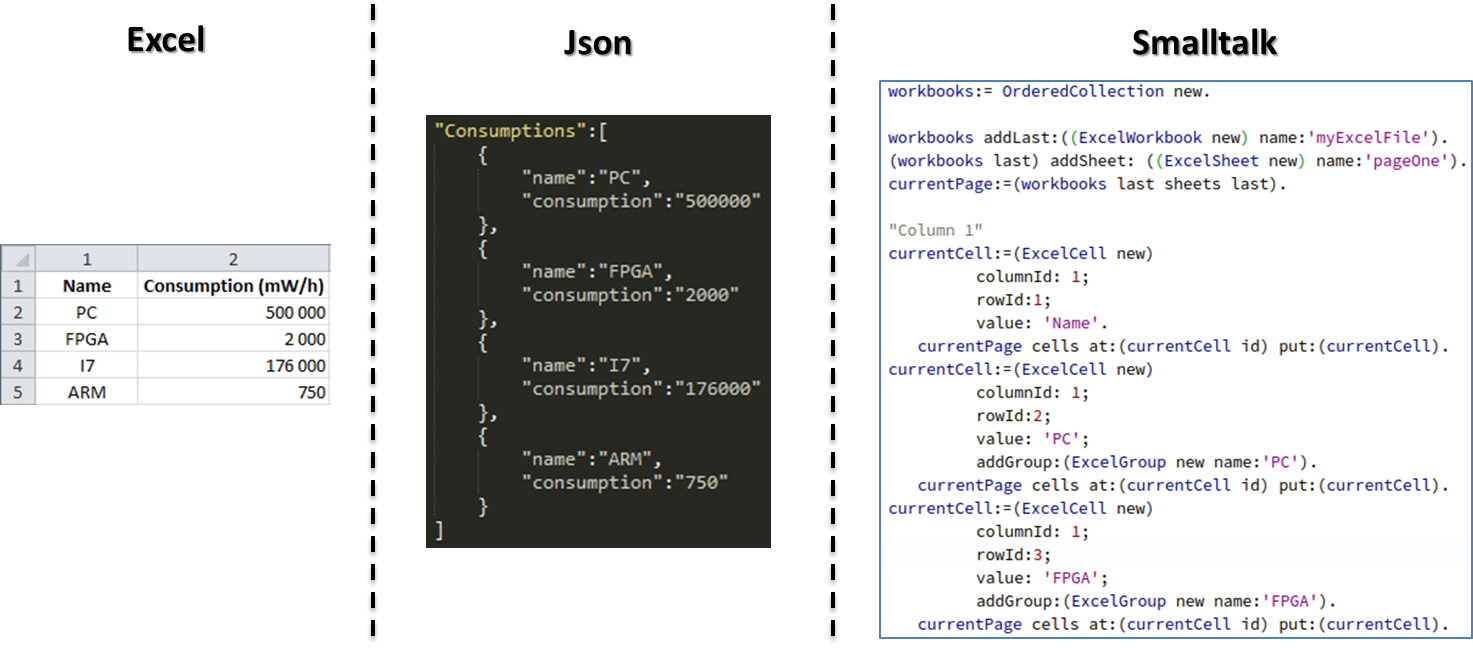 Excel
1 2
1 Name Consumption (mW/h)
2 PC 500 000
3 FPGA 2 000
4 I7 176 000
5 ARM 750
Json
"Consumptions":[
{
"name":"PC",
"consumption":"500000"
},
{
"name":"FPGA",
"consumption":"2000"
},
{
"name":"I7",
"consumption":"176000"
},
{
"name":"ARM",
"consumption":"750"
}
]
Smalltalk
workbooks:= OrderedCollection new.
workbooks addLast:((ExcelWorkbook new) name:'myExcelFile').
(workbooks last) addSheet: ((ExcelSheet new) name:'pageOne').
currentPage:=(workbooks last sheets last).
"Column 1"
currentCell:=(ExcelCell new)
columnId: 1;
rowId:1;
value: 'Name'.
currentPage cells at:(currentCell id) put:(currentCell).
currentCell:=(ExcelCell new)
columnId: 1;
rowId:2;
value: 'PC';
addGroup:(ExcelGroup new name:'PC').
currentPage cells at:(currentCell id) put:(currentCell).
currentCell:=(ExcelCell new)
columnId: 1;
rowId:3;
value: 'FPGA';
addGroup:(ExcelGroup new name:'FPGA').
currentPage cells at:(currentCell id) put:(currentCell).